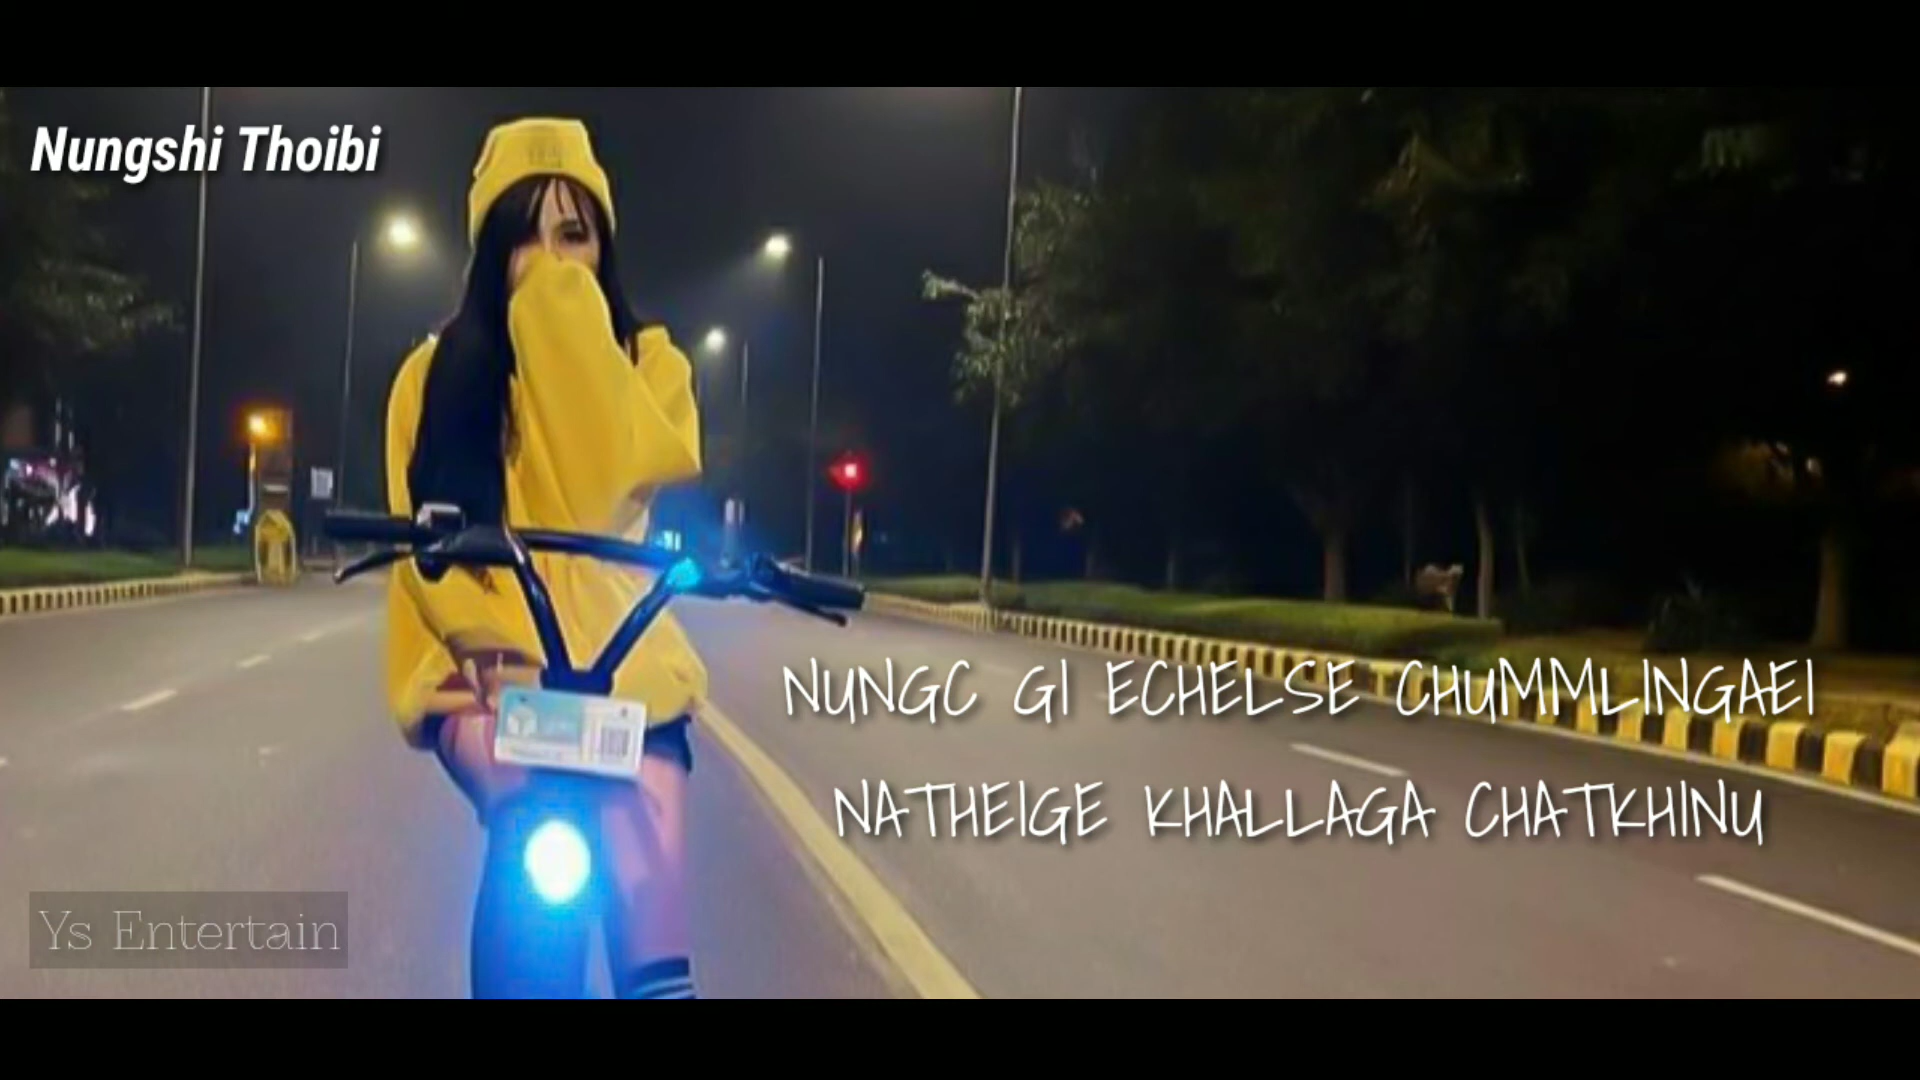 Nungshi Thoibi
NUNGC GI ECHELSE CHUMMLINGAEI
NATHEIGE KHALLAGA CHATKHINU
Ys Entertain